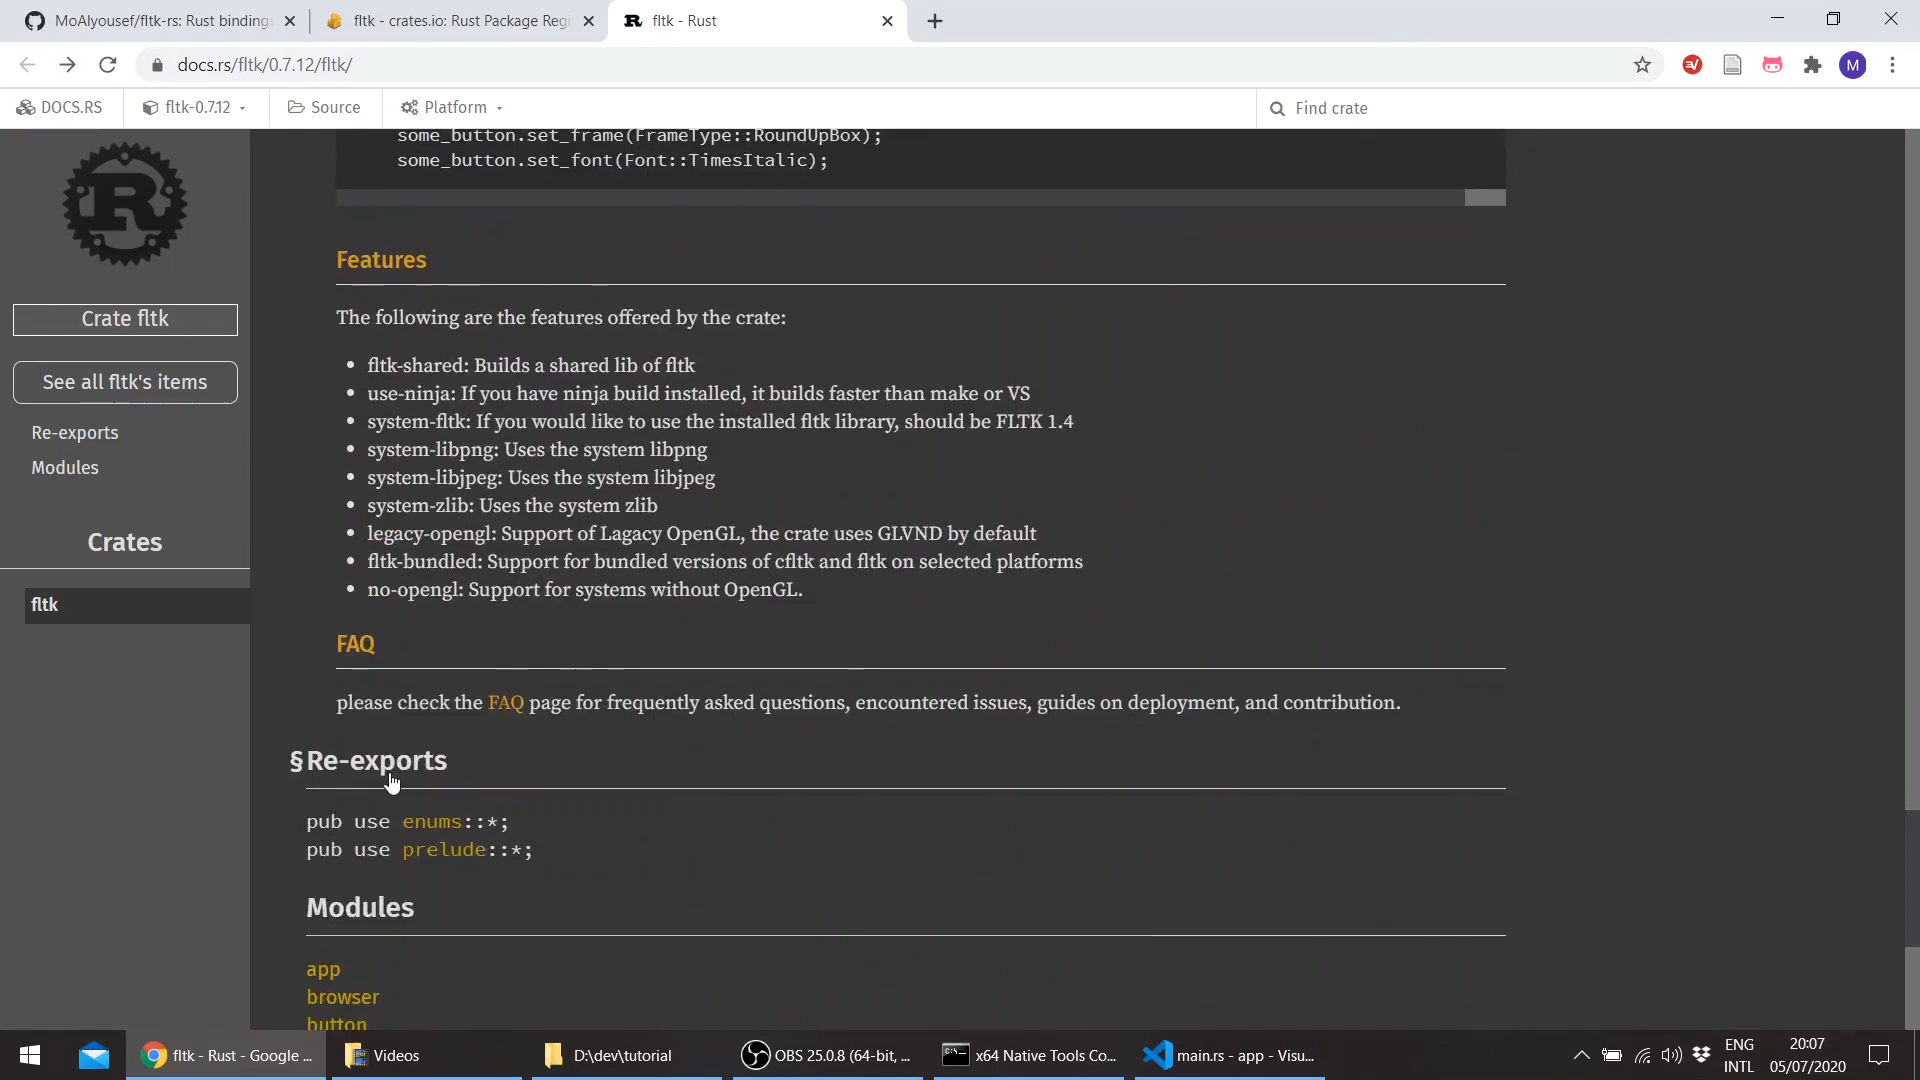 MoAlyousef/fltk-rs: Rust bindings
fltk - crates.io: Rust Package Regi
fltk - Rust
docs.rs/fltk/0.7.12/fltk/
M
DOCS.RS
fltk-0.7.12
Source
Platform
Find crate
R
Crate fltk
See all fltk's items
Re-exports
Modules
Crates
fltk
some_button.set_frame(FrameType::RoundUpBox);
some_button.set_font(Font::TimesItalic);
Features
The following are the features offered by the crate:
• fltk-shared: Builds a shared lib of fltk
• use-ninja: If you have ninja build installed, it builds faster than make or VS
• system-fltk: If you would like to use the installed fltk library, should be FLTK 1.4
• system-libpng: Uses the system libpng
• system-libjpeg: Uses the system libjpeg
• system-zlib: Uses the system zlib
• legacy-opengl: Support of Lagacy OpenGL, the crate uses GLVND by default
• fltk-bundled: Support for bundled versions of cfltk and fltk on selected platforms
• no-opengl: Support for systems without OpenGL.
FAQ
please check the FAQ page for frequently asked questions, encountered issues, guides on deployment, and contribution.
§Re-exports
pub use enums::*;
pub use prelude::*;
Modules
app
browser
button
fltk - Rust - Google ...
Videos
D:\dev\tutorial
OBS 25.0.8 (64-bit, ...
x64 Native Tools Co...
main.rs - app - Visu...
ENG
INTL
20:07
05/07/2020